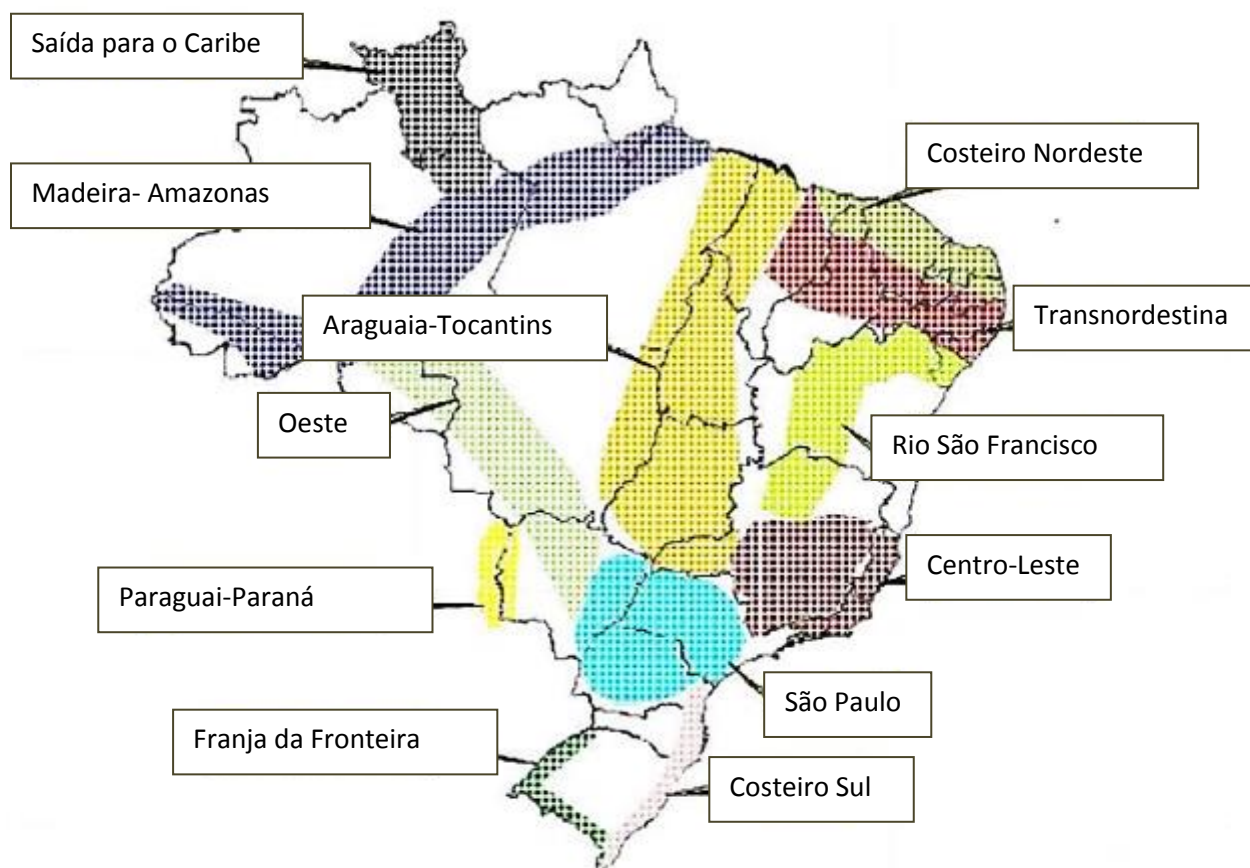 Saída para o Caribe
Costeiro Nordeste
Madeira- Amazonas
Araguaia-Tocantins
Transnordestina
Oeste
Rio São Francisco
Centro-Leste
Paraguai-Paraná
São Paulo
Franja da Fronteira
Costeiro Sul